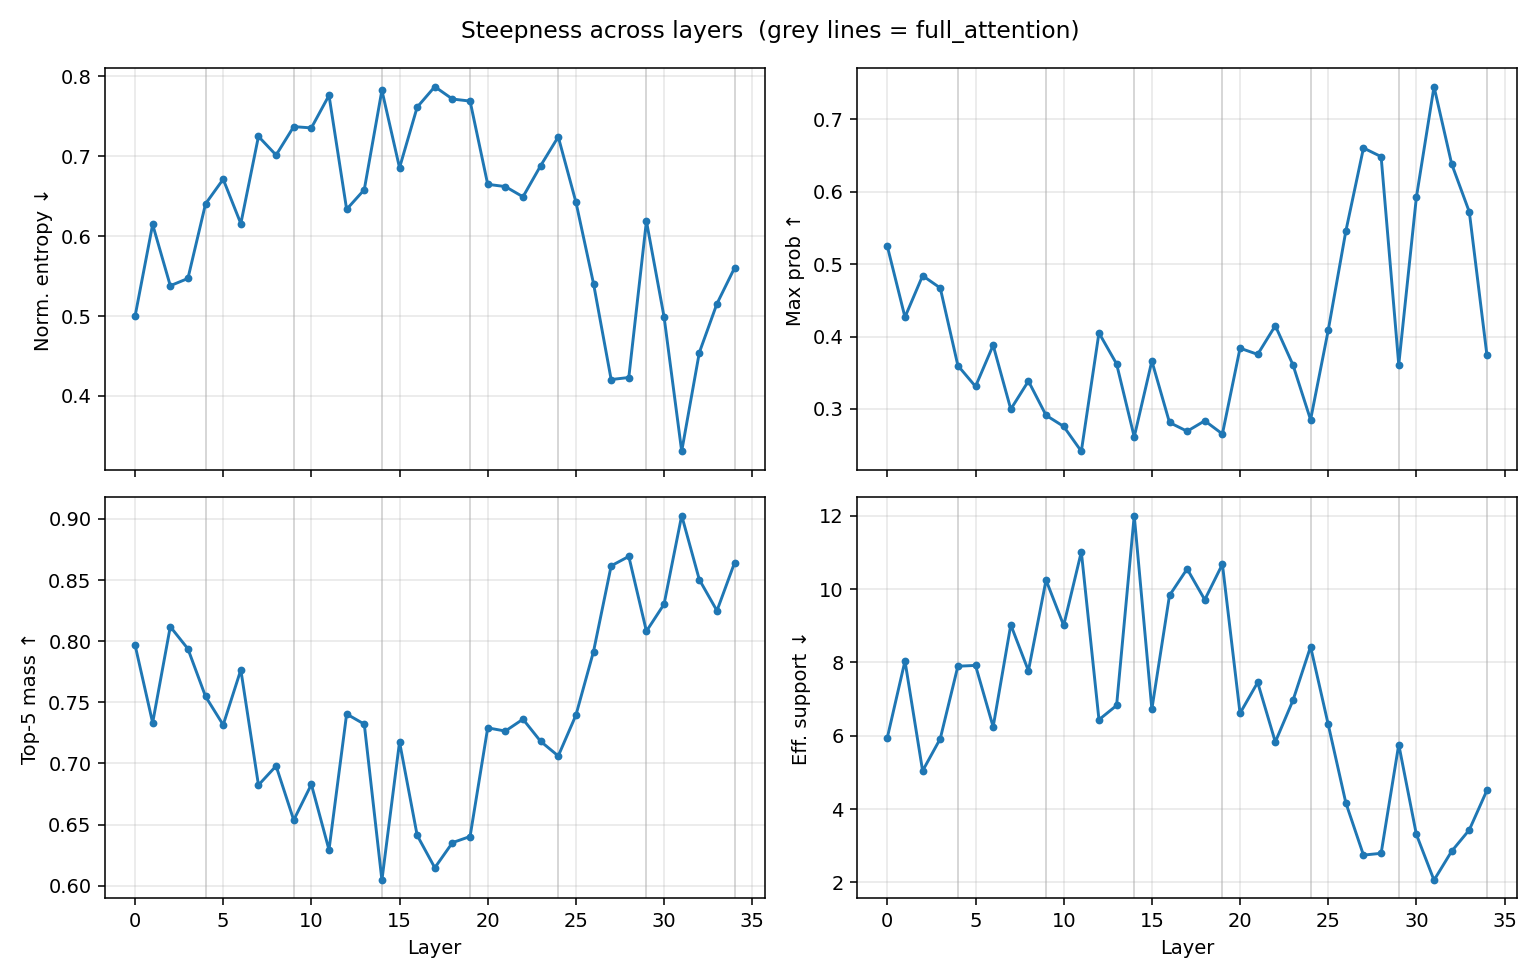 Steepness across layers  (grey lines = full_attention)
Norm. entropy ↓
0.8
0.7
0.6
0.5
0.4
Max prob ↑
0.7
0.6
0.5
0.4
0.3
Top-5 mass ↑
0.90
0.85
0.80
0.75
0.70
0.65
0.60
0 5 10 15 20 25 30 35
Layer
Eff. support ↓
12
10
8
6
4
2
0 5 10 15 20 25 30 35
Layer